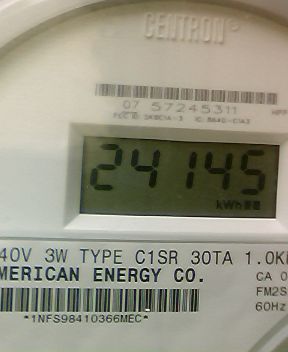 CENTRON®
07 57245311
24145
kWh
40V 3W TYPE C1SR 30TA 1.0K
MERICAN ENERGY CO.
CA 0
FM2S
60Hz
*1NFS98410366MEC*